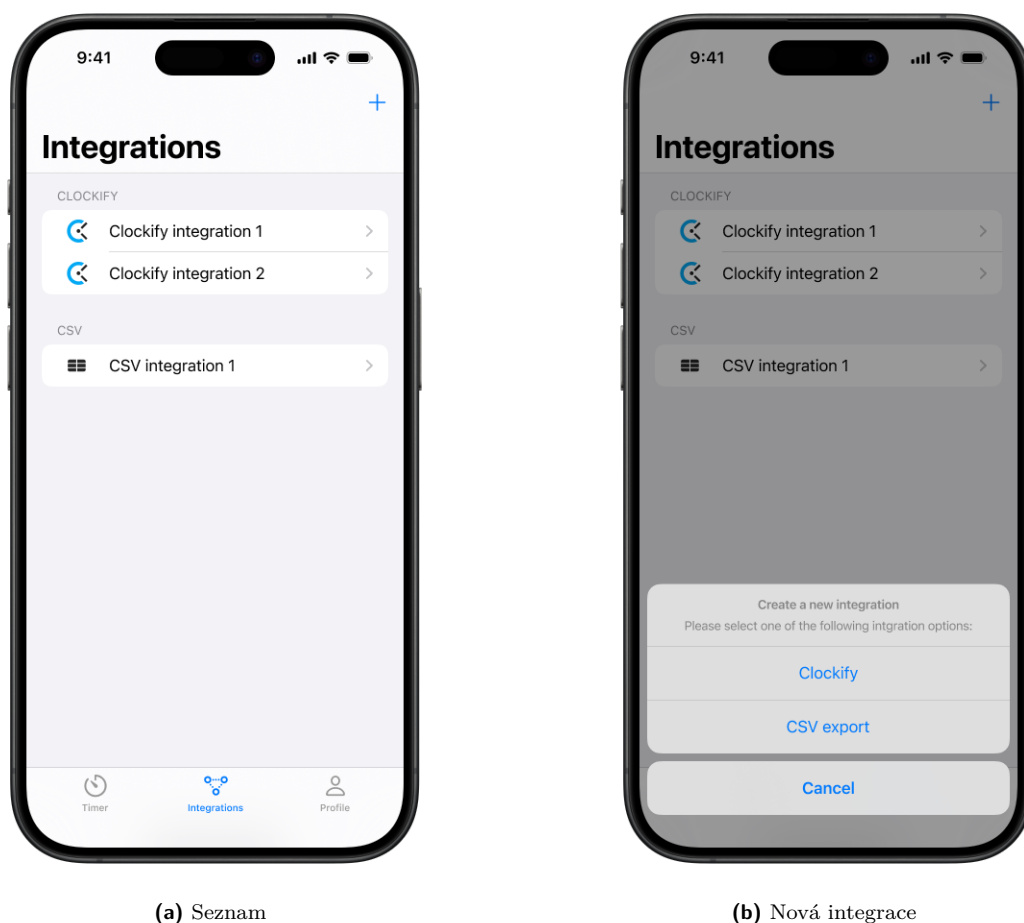 9:41
+
Integrations
CLOCKIFY
Clockify integration 1
Clockify integration 2
CSV
CSV integration 1
Timer
Integrations
Profile
(a) Seznam
9:41
+
Integrations
CLOCKIFY
Clockify integration 1
Clockify integration 2
CSV
CSV integration 1
Create a new integration
Please select one of the following intgration options:
Clockify
CSV export
Cancel
(b) Nová integrace